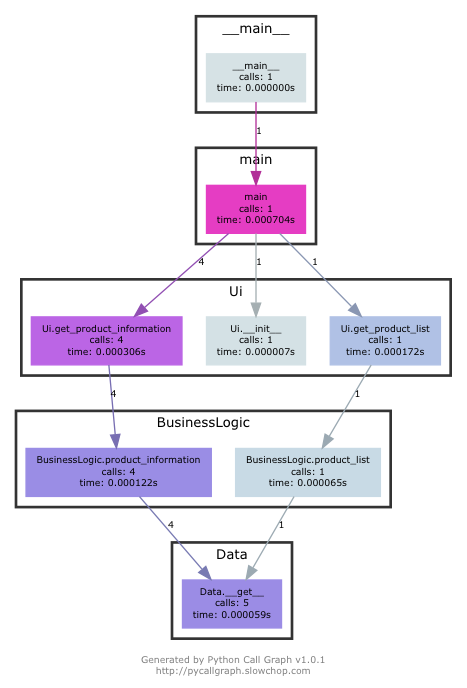 __main__
__main__
calls: 1
time: 0.000000s
1
main
main
calls: 1
time: 0.000704s
4
1
1
Ui
Ui.get_product_information
calls: 4
time: 0.000306s
Ui.__init__
calls: 1
time: 0.000007s
Ui.get_product_list
calls: 1
time: 0.000172s
4
1
BusinessLogic
BusinessLogic.product_information
calls: 4
time: 0.000122s
BusinessLogic.product_list
calls: 1
time: 0.000065s
4
1
Data
Data.__get__
calls: 5
time: 0.000059s
Generated by Python Call Graph v1.0.1
http://pycallgraph.slowchop.com